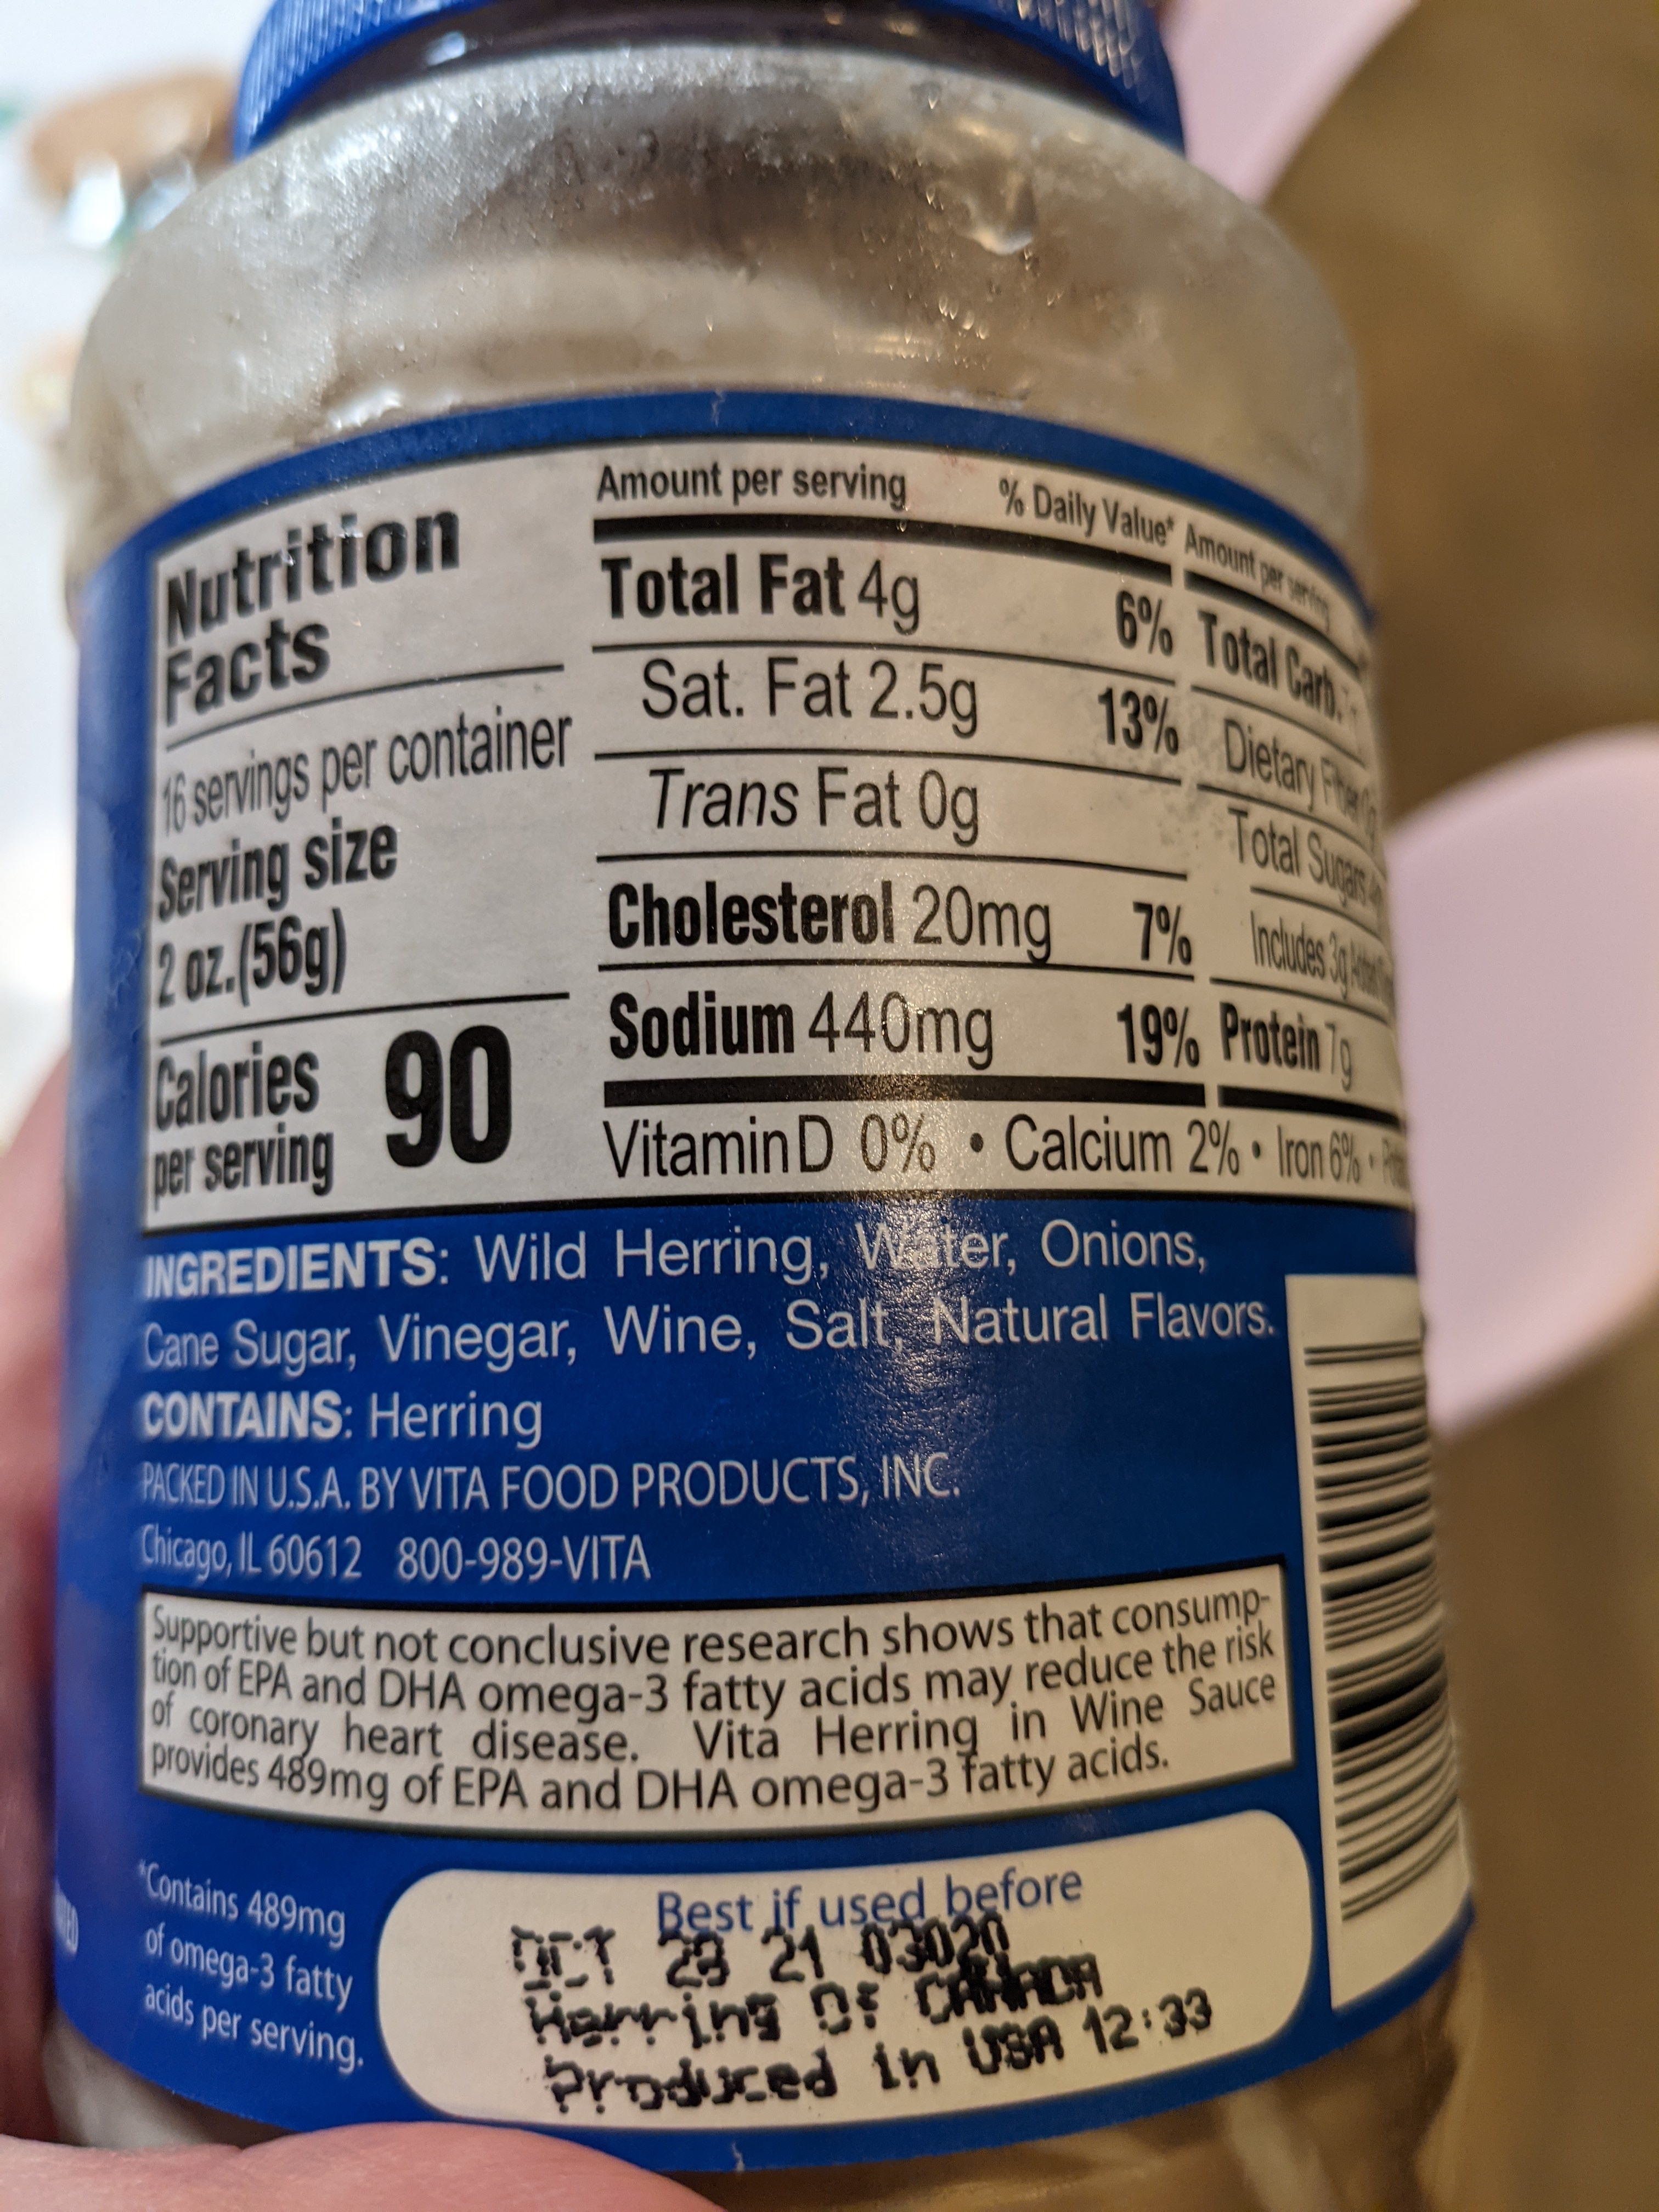 Nutrition
Facts
16 servings per container
Serving size
2 oz.(56g)
Calories
per serving
90
Amount per serving % Daily Value*
Total Fat 4g 6%
Sat. Fat 2.5g 13%
Trans Fat 0g
Cholesterol 20mg 7%
Sodium 440mg 19%
Amount per serving
Total Carb.
Dietary Fiber
Total Sugars
Includes 3g Added
Protein 7g
Vitamin D 0% • Calcium 2% • Iron 6% •
INGREDIENTS: Wild Herring, Water, Onions,
Cane Sugar, Vinegar, Wine, Salt, Natural Flavors.
CONTAINS: Herring
PACKED IN U.S.A. BY VITA FOOD PRODUCTS, INC.
Chicago, IL 60612 800-989-VITA
Supportive but not conclusive research shows that consump-
tion of EPA and DHA omega-3 fatty acids may reduce the risk
of coronary heart disease. Vita Herring in Wine Sauce
provides 489mg of EPA and DHA omega-3 fatty acids.
*Contains 489mg
of omega-3 fatty
acids per serving.
Best if used before
OCT 29 21 03020
Herring Of CANADA
Produced in USA 12:33